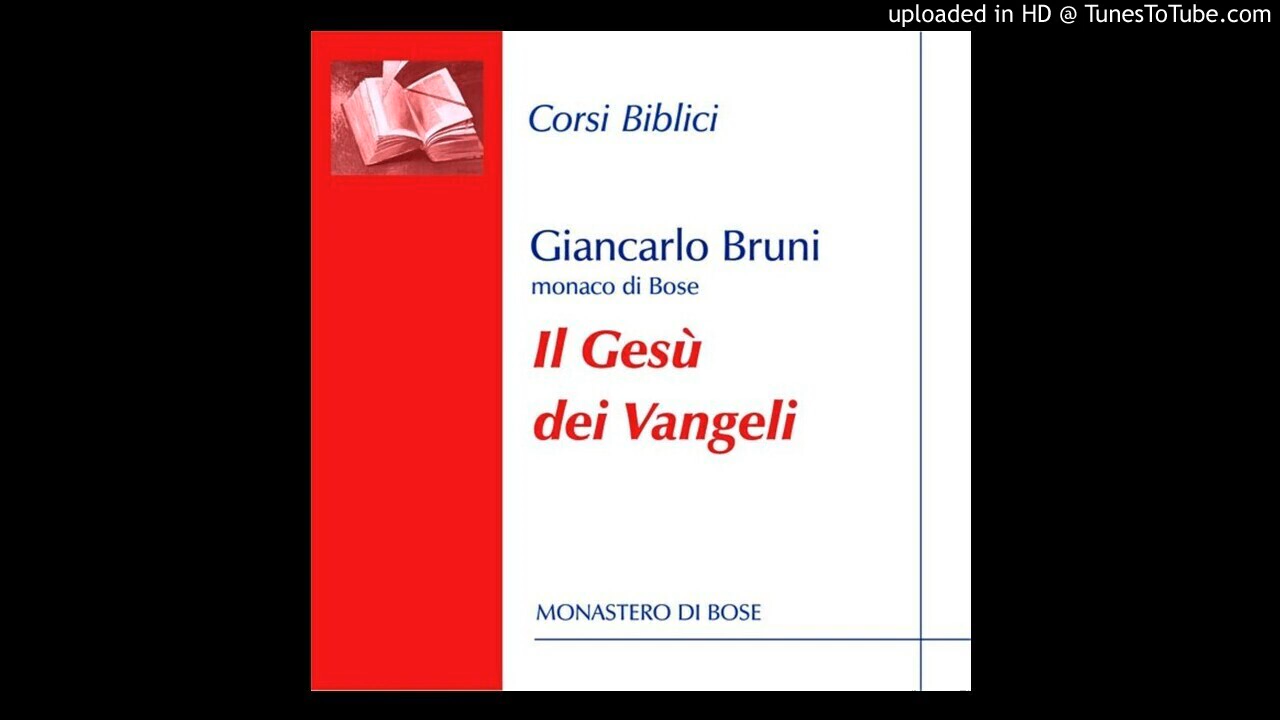 uploaded in HD @ TunesToTube.com
Corsi Biblici
Giancarlo Bruni
monaco di Bose
Il Gesù
dei Vangeli
MONASTERO DI BOSE